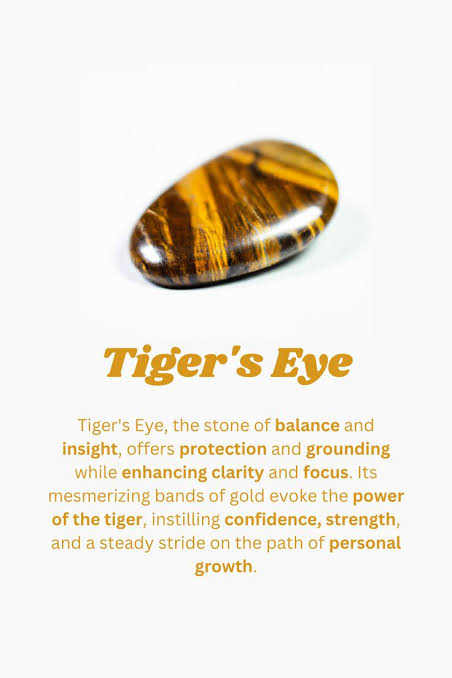 Tiger's Eye
Tiger's Eye, the stone of balance and
insight, offers protection and grounding
while enhancing clarity and focus. Its
mesmerizing bands of gold evoke the power
of the tiger, instilling confidence, strength,
and a steady stride on the path of personal
growth.